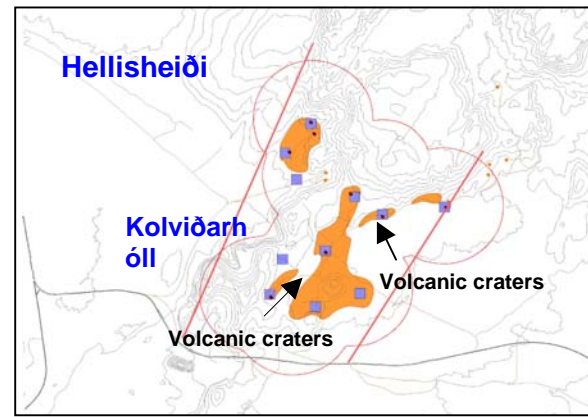 Hellisheiði
Kolviðarh
óll
Volcanic craters
Volcanic craters